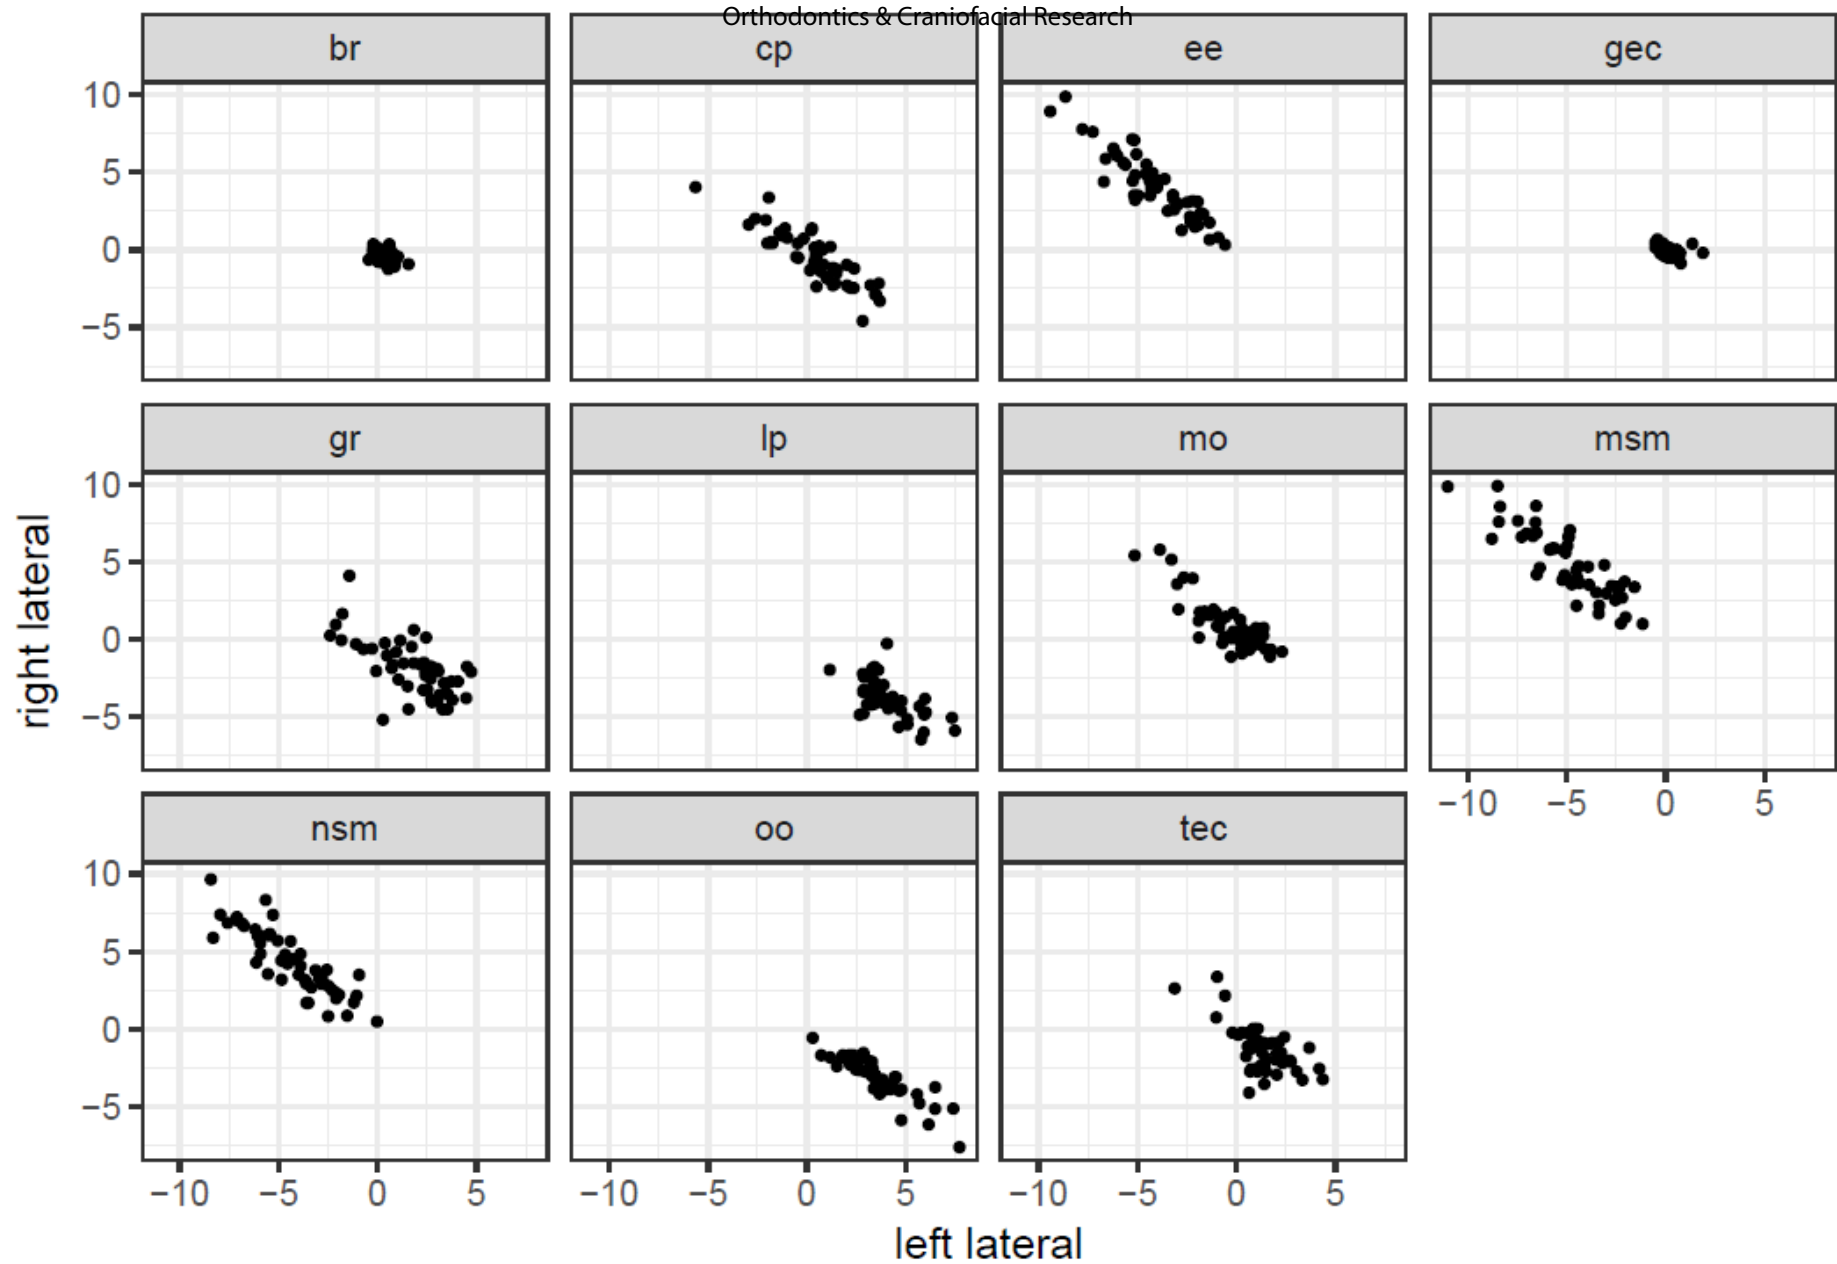 Orthodontics & Craniofacial Research
br cp ee gec
10
5
0
−5
gr lp mo msm
10
5
0
−5
−10 −5 0 5
right lateral
nsm oo tec
10
5
0
−5
−10 −5 0 5 −10 −5 0 5 −10 −5 0 5
left lateral